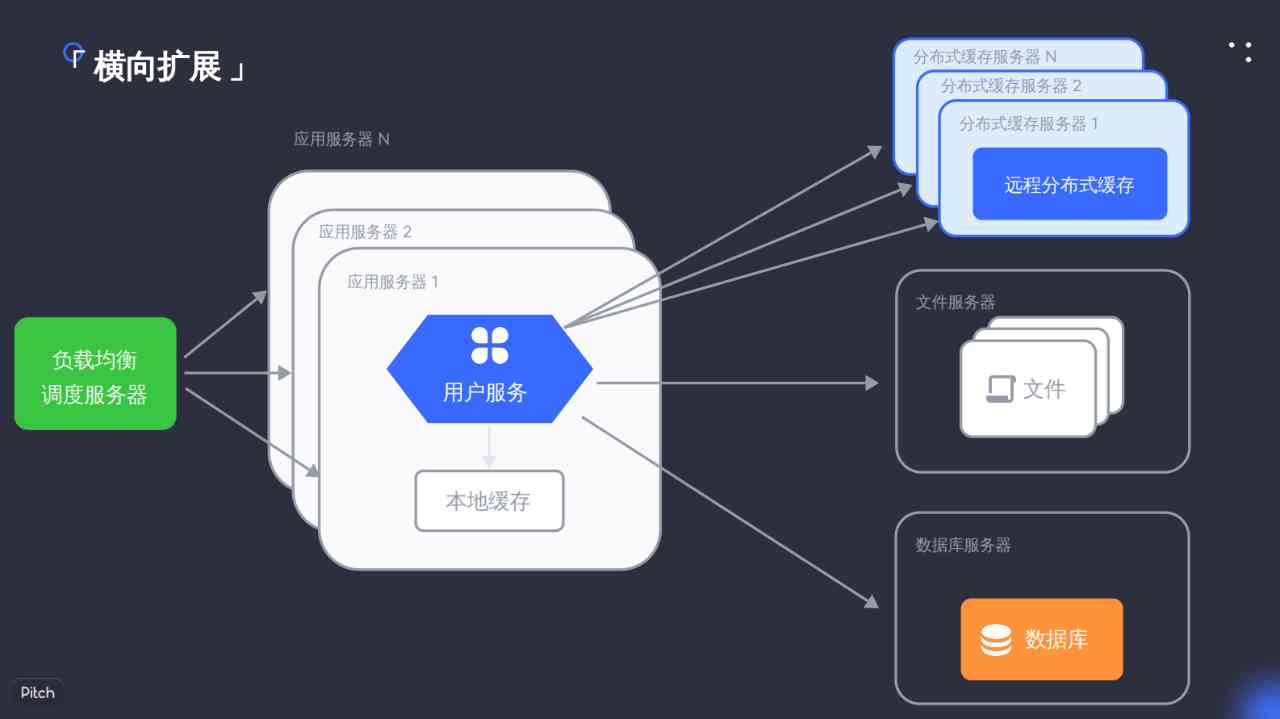 「 横向扩展 」
应用服务器 N
应用服务器 2
应用服务器 1
负载均衡
调度服务器
用户服务
本地缓存
分布式缓存服务器 N
分布式缓存服务器 2
分布式缓存服务器 1
远程分布式缓存
文件服务器
文件
数据库服务器
数据库
Pitch